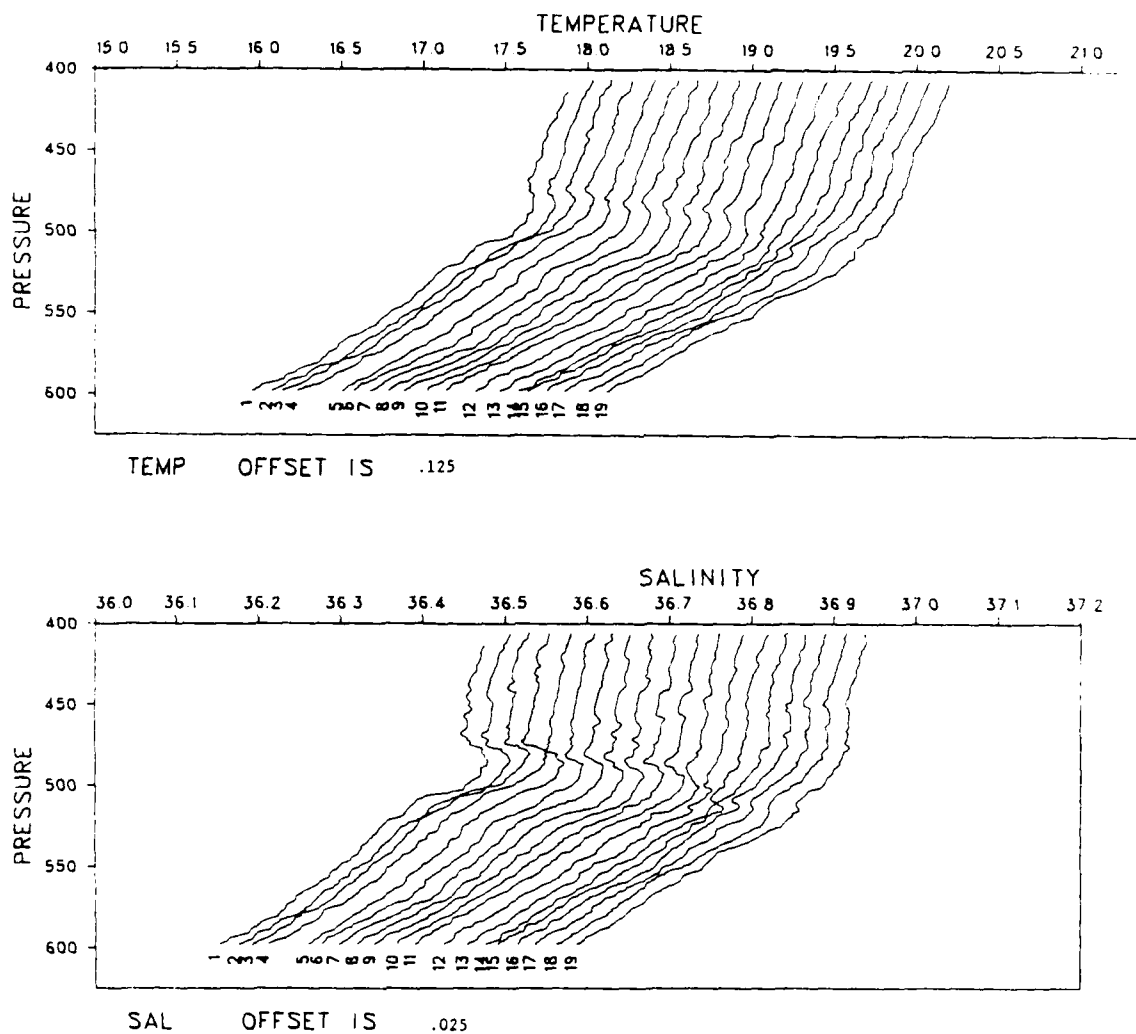 TEMPERATURE
15.0 15.5 16.0 16.5 17.0 17.5 18.0 18.5 19.0 19.5 20.0 20.5 21.0
400
450
500
550
600
PRESSURE
1 2 3 4 5 6 7 8 9 10 11 12 13 14 15 16 17 18 19
TEMP OFFSET IS .125
SALINITY
36.0 36.1 36.2 36.3 36.4 36.5 36.6 36.7 36.8 36.9 37.0 37.1 37.2
400
450
500
550
600
PRESSURE
1 2 3 4 5 6 7 8 9 10 11 12 13 14 15 16 17 18 19
SAL OFFSET IS .025